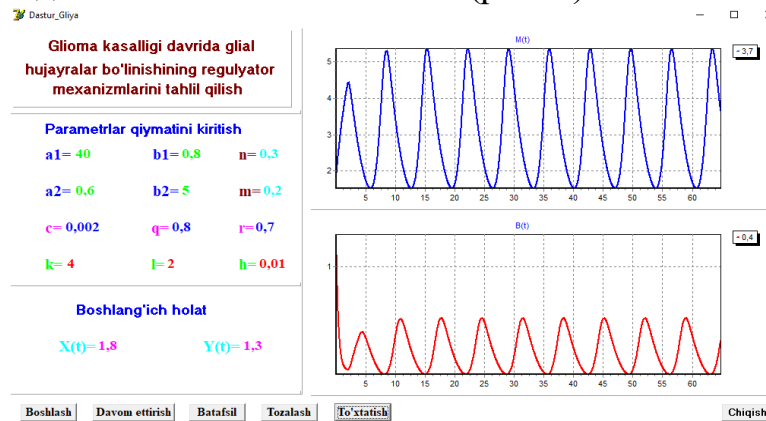 Dastur_Gliya
Glioma kasalligi davrida glial
hujayralar bo'linishining regulyator
mexanizmlarini tahlil qilish
Parametrlar qiymatini kiritish
a1= 40 b1= 0,8 n= 0,3
a2= 0,6 b2= 5 m= 0,2
c= 0,002 q= 0,8 r= 0,7
k= 4 l= 2 h= 0,01
Boshlang'ich holat
X(t)= 1,8 Y(t)= 1,3
M(t)
5
4
3
2
5 10 15 20 25 30 35 40 45 50 55 60
3,7
B(t)
1
5 10 15 20 25 30 35 40 45 50 55 60
0,4
Boshlash Davom ettirish Batafsil Tozalash To'xtatish Chiqish